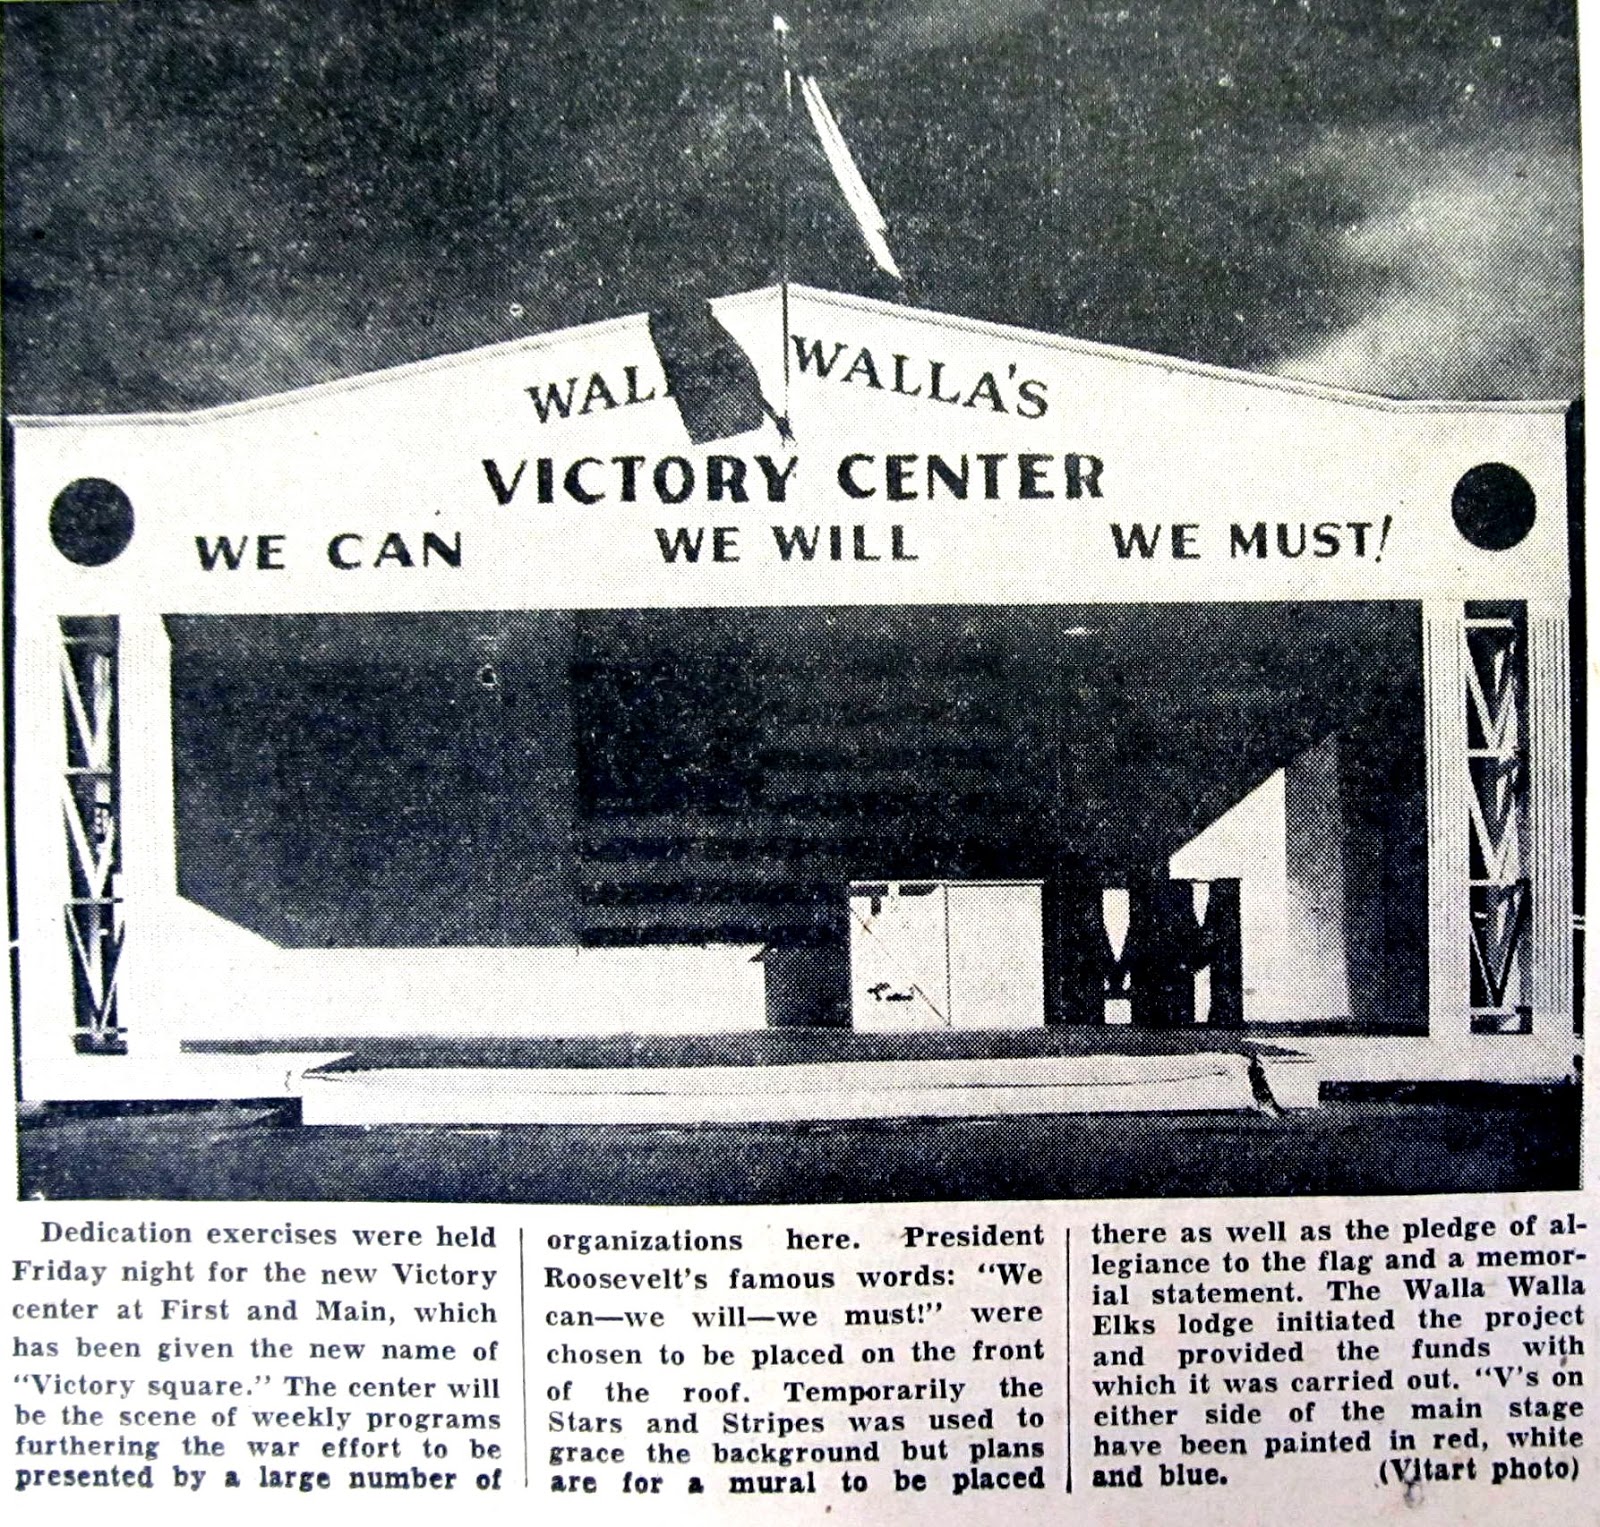 WAL WALLA'S
VICTORY CENTER
WE CAN WE WILL WE MUST!
Dedication exercises were held
Friday night for the new Victory
center at First and Main, which
has been given the new name of
"Victory square." The center will
be the scene of weekly programs
furthering the war effort to be
presented by a large number of
organizations here. President
Roosevelt's famous words: "We
can—we will—we must!" were
chosen to be placed on the front
of the roof. Temporarily the
Stars and Stripes was used to
grace the background but plans
are for a mural to be placed
there as well as the pledge of al-
legiance to the flag and a memor-
ial statement. The Walla Walla
Elks lodge initiated the project
and provided the funds with
which it was carried out. "V's on
either side of the main stage
have been painted in red, white
and blue. (Vitart photo)